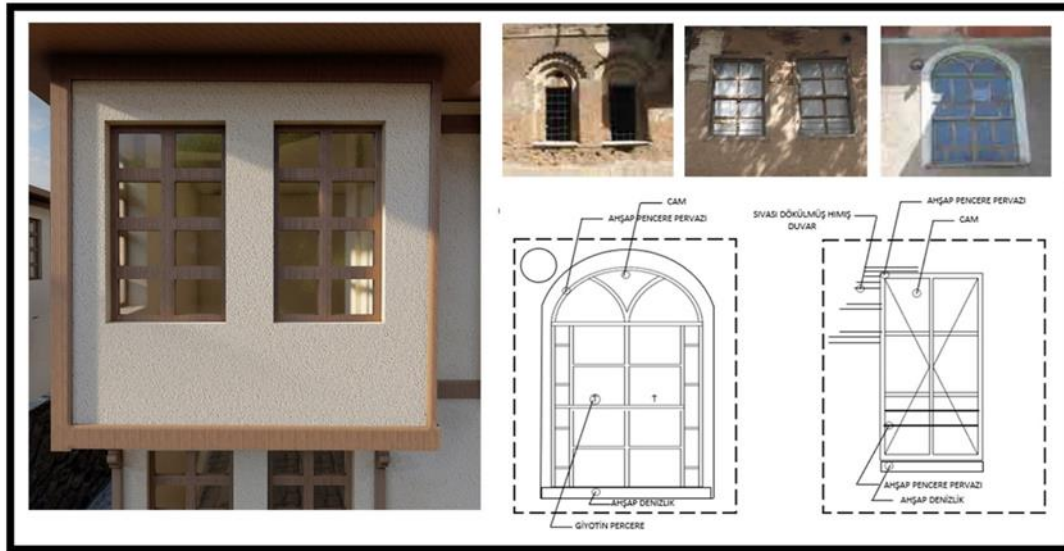 CAM
AHŞAP PENCERE PERVAZI
AHŞAP PENCERE PERVAZI
SIVASI DÖKÜLMÜŞ HIMIŞ
DUVAR
CAM
T
T
AHŞAP DENİZLİK
GİYOTİN PERCERE
AHŞAP PENCERE PERVAZI
AHŞAP DENİZLİK